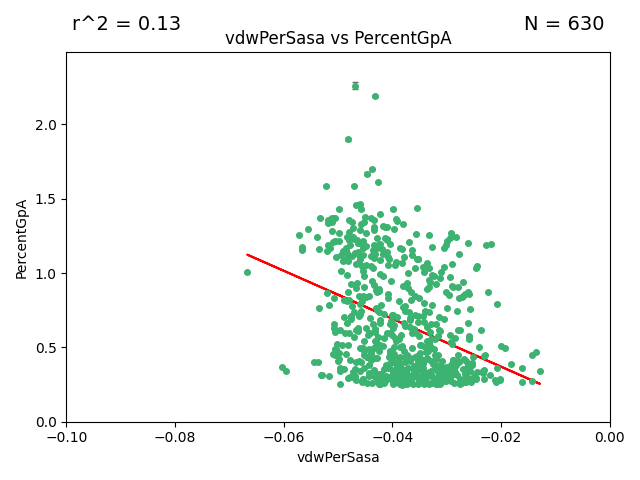 r^2 = 0.13
N = 630
vdwPerSasa vs PercentGpA
PercentGpA
2.0
1.5
1.0
0.5
0.0
−0.10
−0.08
−0.06
−0.04
−0.02
0.00
vdwPerSasa